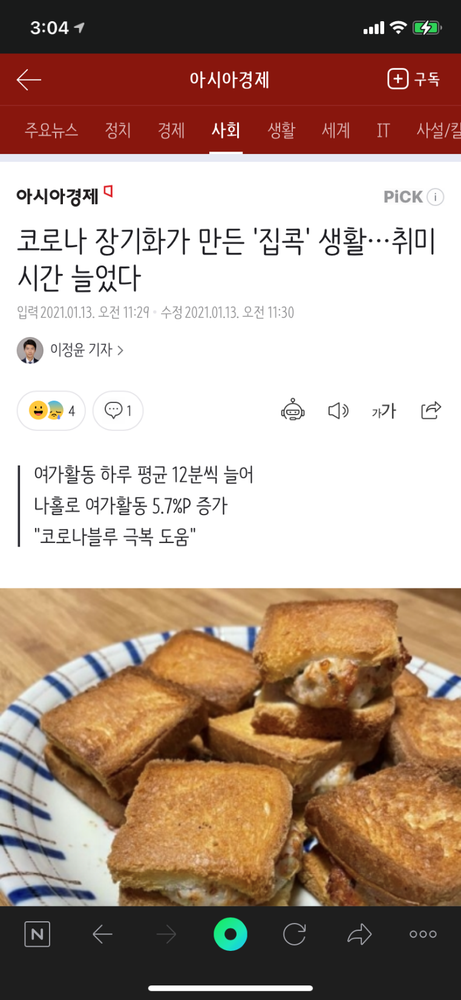 3:04
아시아경제
구독
주요뉴스 정치 경제 사회 생활 세계 IT 사설/칼
아시아경제
PiCK i
코로나 장기화가 만든 '집콕' 생활…취미
시간 늘었다
입력 2021.01.13. 오전 11:29 · 수정 2021.01.13. 오전 11:30
이정윤 기자 >
4 1
가가
여가활동 하루 평균 12분씩 늘어
나홀로 여가활동 5.7%P 증가
"코로나블루 극복 도움"
N